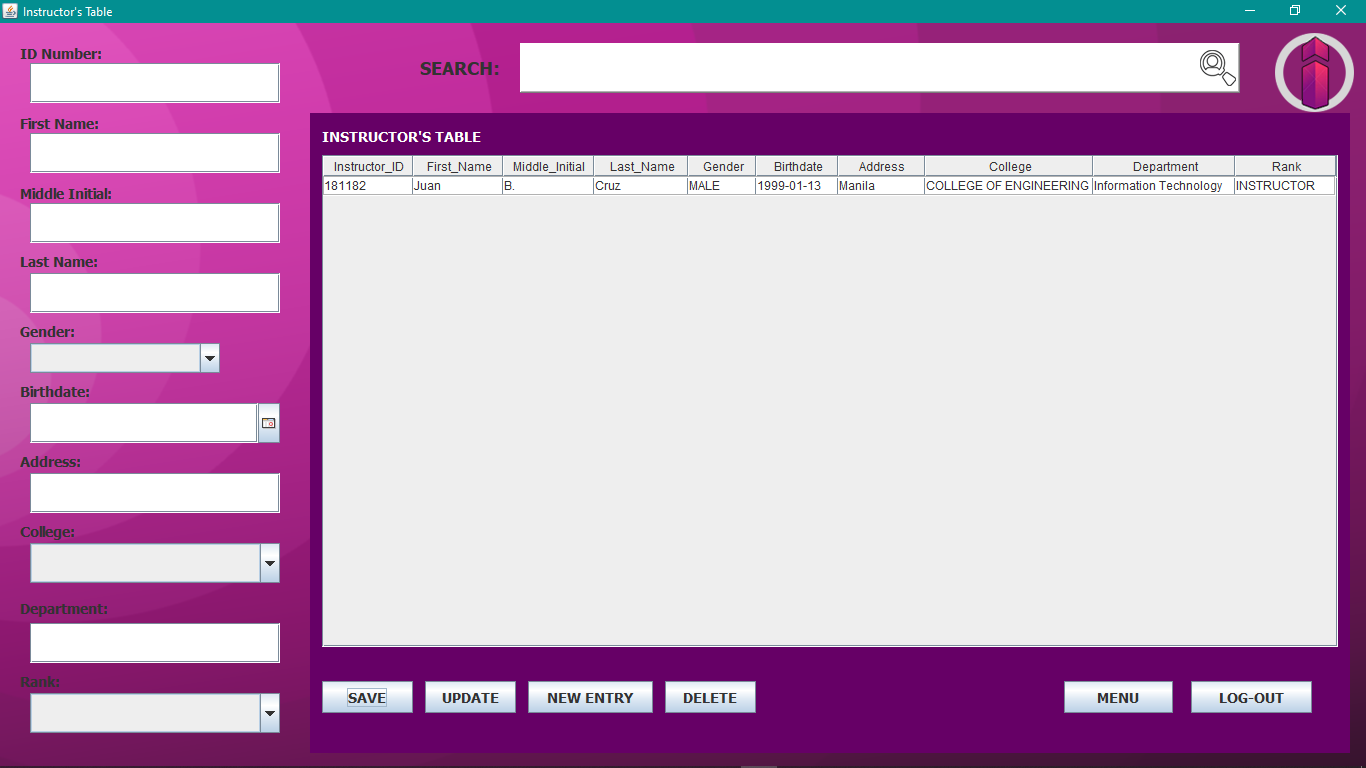 Instructor's Table
ID Number:
First Name:
Middle Initial:
Last Name:
Gender:
Birthdate:
Address:
College:
Department:
Rank:
SEARCH:
INSTRUCTOR'S TABLE
Instructor_ID First_Name Middle_Initial Last_Name Gender Birthdate Address College Department Rank
181182 Juan B. Cruz MALE 1999-01-13 Manila COLLEGE OF ENGINEERING Information Technology INSTRUCTOR
SAVE UPDATE NEW ENTRY DELETE MENU LOG-OUT